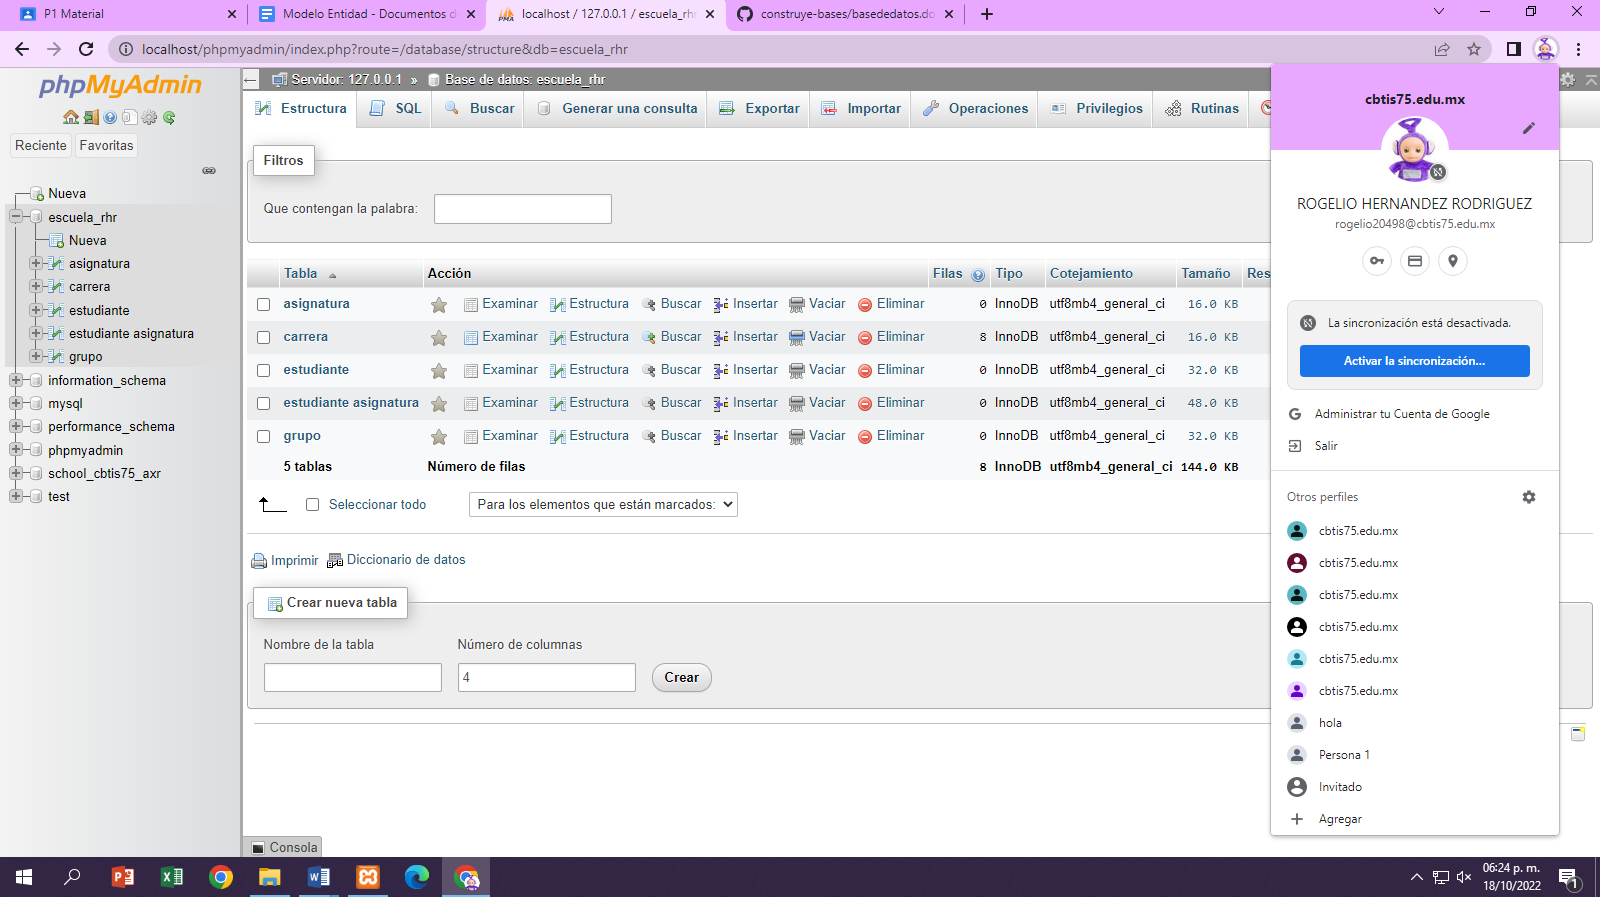 P1 Material
Modelo Entidad - Documentos d
localhost / 127.0.0.1 / escuela_rhr
construye-bases/basededatos.do
localhost/phpmyadmin/index.php?route=/database/structure&db=escuela_rhr
phpMyAdmin
Reciente Favoritas
Nueva
escuela_rhr
Nueva
asignatura
carrera
estudiante
estudiante asignatura
grupo
information_schema
mysql
performance_schema
phpmyadmin
school_cbtis75_axr
test
Servidor: 127.0.0.1 » Base de datos: escuela_rhr
Estructura SQL Buscar Generar una consulta Exportar Importar Operaciones Privilegios Rutinas
Filtros
Que contengan la palabra:
Tabla Acción Filas Tipo Cotejamiento Tamaño Res
asignatura Examinar Estructura Buscar Insertar Vaciar Eliminar 0 InnoDB utf8mb4_general_ci 16.0 KB
carrera Examinar Estructura Buscar Insertar Vaciar Eliminar 8 InnoDB utf8mb4_general_ci 16.0 KB
estudiante Examinar Estructura Buscar Insertar Vaciar Eliminar 0 InnoDB utf8mb4_general_ci 32.0 KB
estudiante asignatura Examinar Estructura Buscar Insertar Vaciar Eliminar 0 InnoDB utf8mb4_general_ci 48.0 KB
grupo Examinar Estructura Buscar Insertar Vaciar Eliminar 0 InnoDB utf8mb4_general_ci 32.0 KB
5 tablas Número de filas 8 InnoDB utf8mb4_general_ci 144.0 KB
Seleccionar todo Para los elementos que están marcados:
Imprimir Diccionario de datos
Crear nueva tabla
Nombre de la tabla Número de columnas
4 Crear
Consola
cbtis75.edu.mx
ROGELIO HERNANDEZ RODRIGUEZ
rogelio20498@cbtis75.edu.mx
La sincronización está desactivada.
Activar la sincronización...
Administrar tu Cuenta de Google
Salir
Otros perfiles
cbtis75.edu.mx
cbtis75.edu.mx
cbtis75.edu.mx
cbtis75.edu.mx
cbtis75.edu.mx
cbtis75.edu.mx
hola
Persona 1
Invitado
Agregar
06:24 p. m.
18/10/2022
1